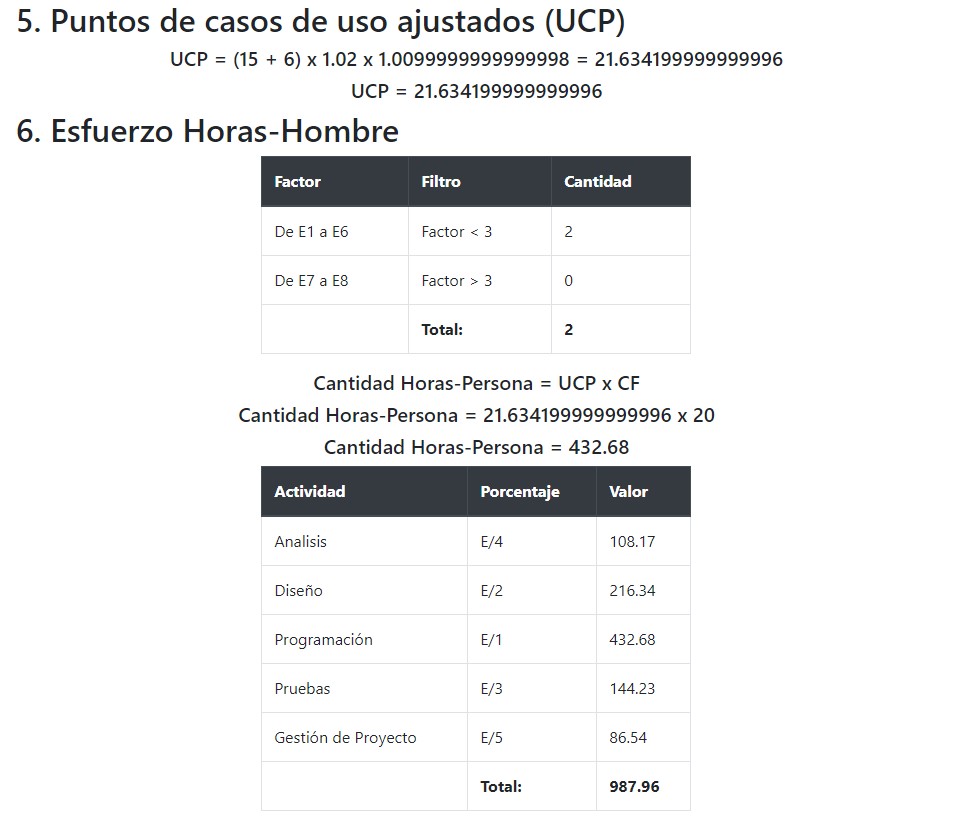 5. Puntos de casos de uso ajustados (UCP)
UCP = (15 + 6) x 1.02 x 1.0099999999999998 = 21.634199999999996
UCP = 21.634199999999996
6. Esfuerzo Horas-Hombre
Factor Filtro Cantidad
De E1 a E6 Factor < 3 2
De E7 a E8 Factor > 3 0
Total: 2
Cantidad Horas-Persona = UCP x CF
Cantidad Horas-Persona = 21.634199999999996 x 20
Cantidad Horas-Persona = 432.68
Actividad Porcentaje Valor
Analisis E/4 108.17
Diseño E/2 216.34
Programación E/1 432.68
Pruebas E/3 144.23
Gestión de Proyecto E/5 86.54
Total: 987.96